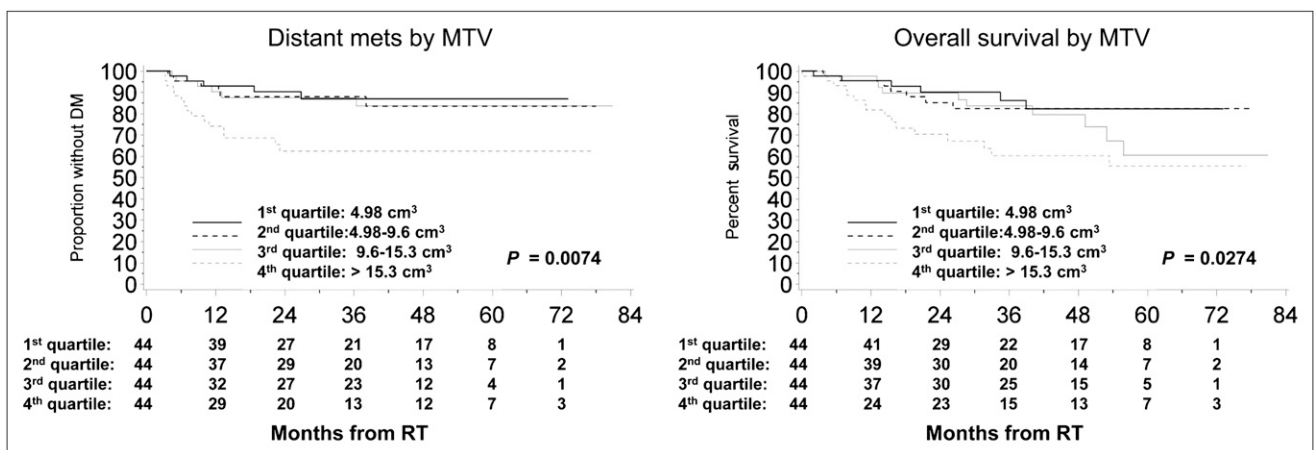 Distant mets by MTV
Proportion without DM
100
90
80
70
60
50
40
30
20
10
0
1st quartile: 4.98 cm³
2nd quartile:4.98-9.6 cm³
3rd quartile: 9.6-15.3 cm³
4th quartile: > 15.3 cm³
P = 0.0074
0 12 24 36 48 60 72 84
1st quartile: 44 39 27 21 17 8 1
2nd quartile: 44 37 29 20 13 7 2
3rd quartile: 44 32 27 23 12 4 1
4th quartile: 44 29 20 13 12 7 3
Months from RT
Overall survival by MTV
Percent survival
100
90
80
70
60
50
40
30
20
10
0
1st quartile: 4.98 cm³
2nd quartile:4.98-9.6 cm³
3rd quartile: 9.6-15.3 cm³
4th quartile: > 15.3 cm³
P = 0.0274
0 12 24 36 48 60 72 84
1st quartile: 44 41 29 22 17 8 1
2nd quartile: 44 39 30 20 14 7 2
3rd quartile: 44 37 30 25 15 5 1
4th quartile: 44 24 23 15 13 7 3
Months from RT